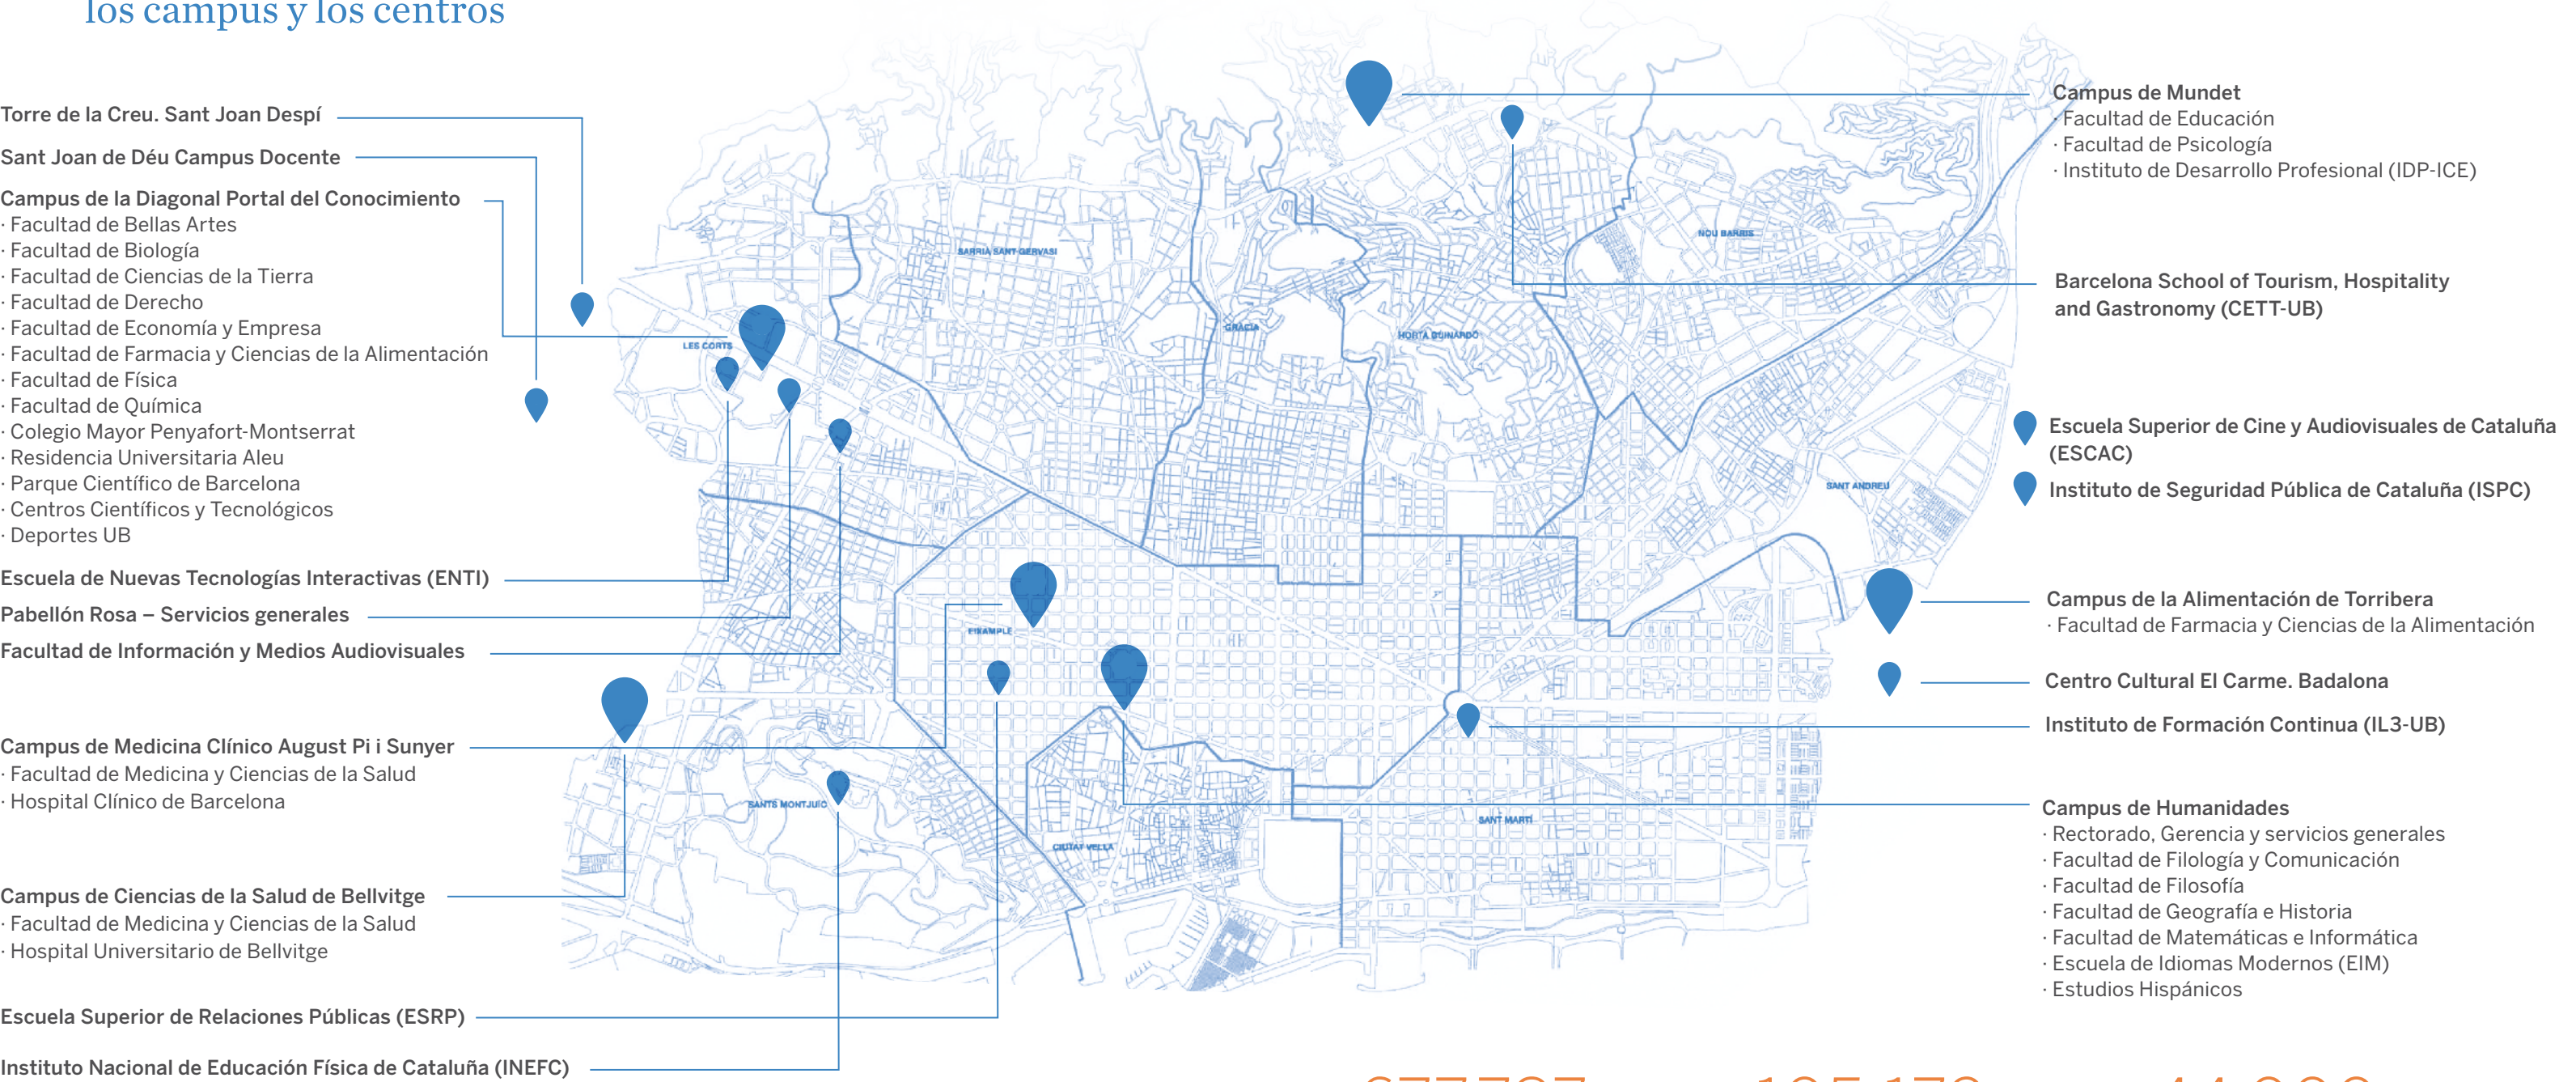 los campus y los centros
Torre de la Creu. Sant Joan Despí
Sant Joan de Déu Campus Docente
Campus de la Diagonal Portal del Conocimiento
· Facultad de Bellas Artes
· Facultad de Biología
· Facultad de Ciencias de la Tierra
· Facultad de Derecho
· Facultad de Economía y Empresa
· Facultad de Farmacia y Ciencias de la Alimentación
· Facultad de Física
· Facultad de Química
· Colegio Mayor Penyafort-Montserrat
· Residencia Universitaria Aleu
· Parque Científico de Barcelona
· Centros Científicos y Tecnológicos
· Deportes UB
Escuela de Nuevas Tecnologías Interactivas (ENTI)
Pabellón Rosa – Servicios generales
Facultad de Información y Medios Audiovisuales
Campus de Medicina Clínico August Pi i Sunyer
· Facultad de Medicina y Ciencias de la Salud
· Hospital Clínico de Barcelona
Campus de Ciencias de la Salud de Bellvitge
· Facultad de Medicina y Ciencias de la Salud
· Hospital Universitario de Bellvitge
Escuela Superior de Relaciones Públicas (ESRP)
Instituto Nacional de Educación Física de Cataluña (INEFC)
SARRIA SANT-GERVASI
NOU BARRIS
GRÀCIA
HORTA GUINARDÓ
LES CORTS
SANT ANDREU
EIXAMPLE
SANTS MONTJUÏC
SANT MARTÍ
CIUTAT VELLA
Campus de Mundet
· Facultad de Educación
· Facultad de Psicología
· Instituto de Desarrollo Profesional (IDP-ICE)
Barcelona School of Tourism, Hospitality
and Gastronomy (CETT-UB)
Escuela Superior de Cine y Audiovisuales de Cataluña
(ESCAC)
Instituto de Seguridad Pública de Cataluña (ISPC)
Campus de la Alimentación de Torribera
· Facultad de Farmacia y Ciencias de la Alimentación
Centro Cultural El Carme. Badalona
Instituto de Formación Continua (IL3-UB)
Campus de Humanidades
· Rectorado, Gerencia y servicios generales
· Facultad de Filología y Comunicación
· Facultad de Filosofía
· Facultad de Geografía e Historia
· Facultad de Matemáticas e Informática
· Escuela de Idiomas Modernos (EIM)
· Estudios Hispánicos